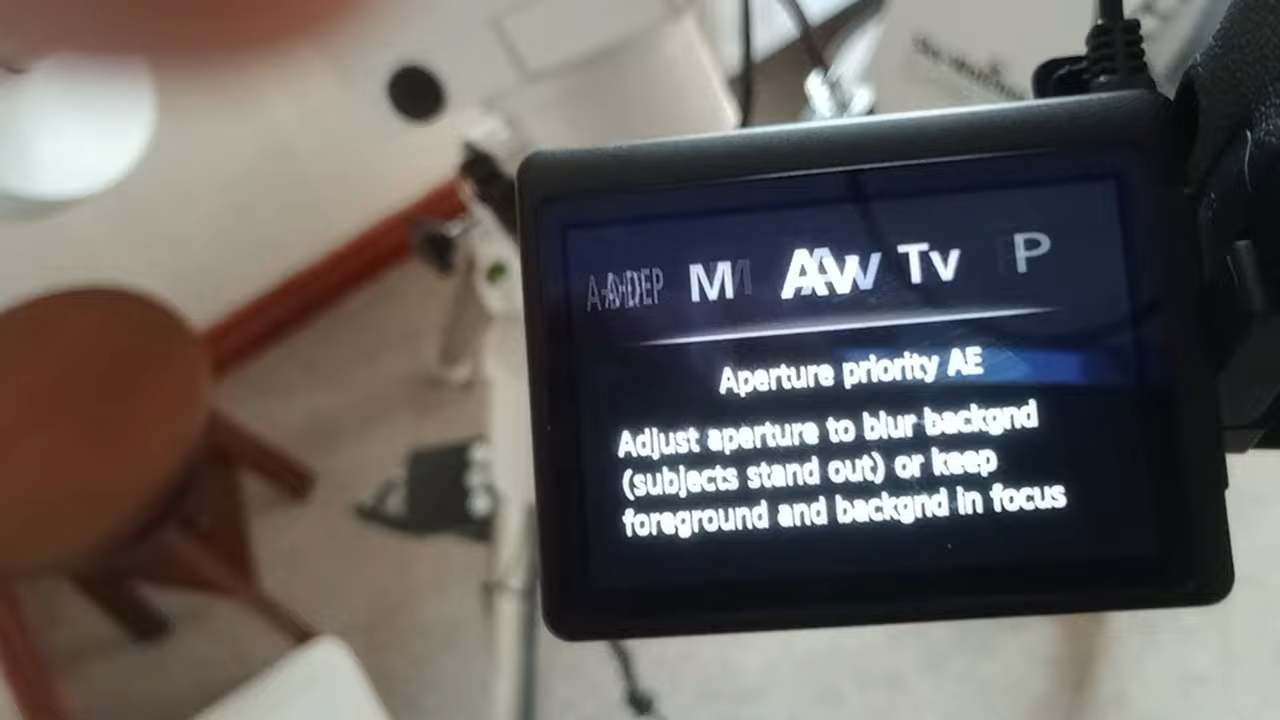 A-DEP M Av Tv P
Aperture priority AE
Adjust aperture to blur backgnd
(subjects stand out) or keep
foreground and backgnd in focus